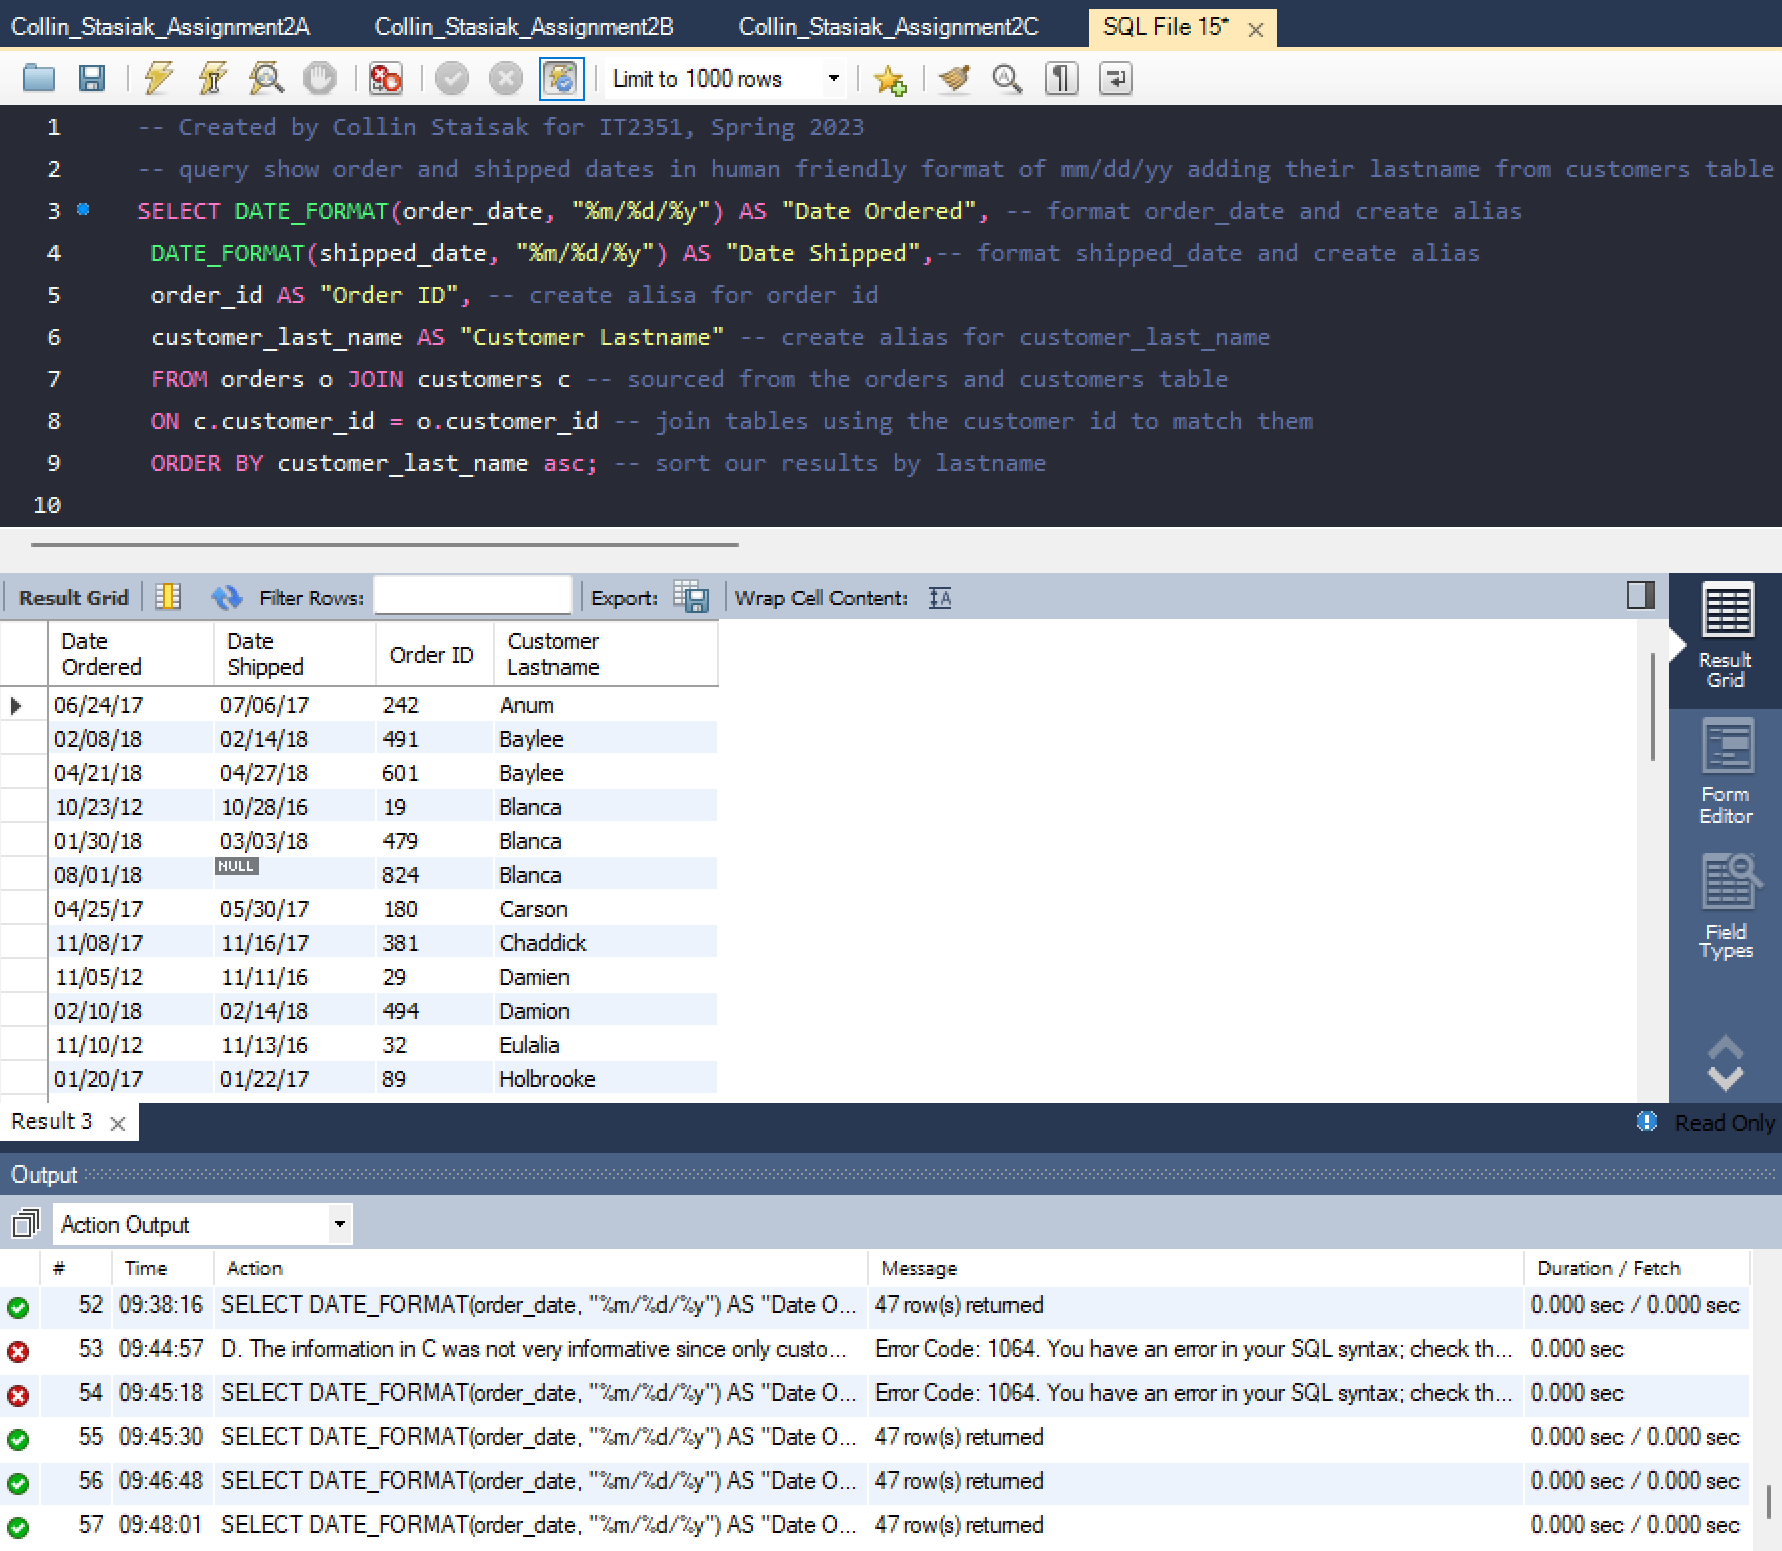 Collin_Stasiak_Assignment2A Collin_Stasiak_Assignment2B Collin_Stasiak_Assignment2C SQL File 15*
Limit to 1000 rows
1 -- Created by Collin Staisak for IT2351, Spring 2023
2 -- query show order and shipped dates in human friendly format of mm/dd/yy adding their lastname from customers table
3 SELECT DATE_FORMAT(order_date, "%m/%d/%y") AS "Date Ordered", -- format order_date and create alias
4 DATE_FORMAT(shipped_date, "%m/%d/%y") AS "Date Shipped",-- format shipped_date and create alias
5 order_id AS "Order ID", -- create alisa for order id
6 customer_last_name AS "Customer Lastname" -- create alias for customer_last_name
7 FROM orders o JOIN customers c -- sourced from the orders and customers table
8 ON c.customer_id = o.customer_id -- join tables using the customer id to match them
9 ORDER BY customer_last_name asc; -- sort our results by lastname
10
Result Grid Filter Rows: Export: Wrap Cell Content:
Date Ordered Date Shipped Order ID Customer Lastname
06/24/17 07/06/17 242 Anum
02/08/18 02/14/18 491 Baylee
04/21/18 04/27/18 601 Baylee
10/23/12 10/28/16 19 Blanca
01/30/18 03/03/18 479 Blanca
08/01/18 NULL 824 Blanca
04/25/17 05/30/17 180 Carson
11/08/17 11/16/17 381 Chaddick
11/05/12 11/11/16 29 Damien
02/10/18 02/14/18 494 Damion
11/10/12 11/13/16 32 Eulalia
01/20/17 01/22/17 89 Holbrooke
Result
Grid
Form
Editor
Field
Types
Result 3 Read Only
Output
Action Output
# Time Action Message Duration / Fetch
52 09:38:16 SELECT DATE_FORMAT(order_date, "%m/%d/%y") AS "Date O... 47 row(s) returned 0.000 sec / 0.000 sec
53 09:44:57 D. The information in C was not very informative since only custo... Error Code: 1064. You have an error in your SQL syntax; check th... 0.000 sec
54 09:45:18 SELECT DATE_FORMAT(order_date, "%m/%d/%y") AS "Date O... Error Code: 1064. You have an error in your SQL syntax; check th... 0.000 sec
55 09:45:30 SELECT DATE_FORMAT(order_date, "%m/%d/%y") AS "Date O... 47 row(s) returned 0.000 sec / 0.000 sec
56 09:46:48 SELECT DATE_FORMAT(order_date, "%m/%d/%y") AS "Date O... 47 row(s) returned 0.000 sec / 0.000 sec
57 09:48:01 SELECT DATE_FORMAT(order_date, "%m/%d/%y") AS "Date O... 47 row(s) returned 0.000 sec / 0.000 sec